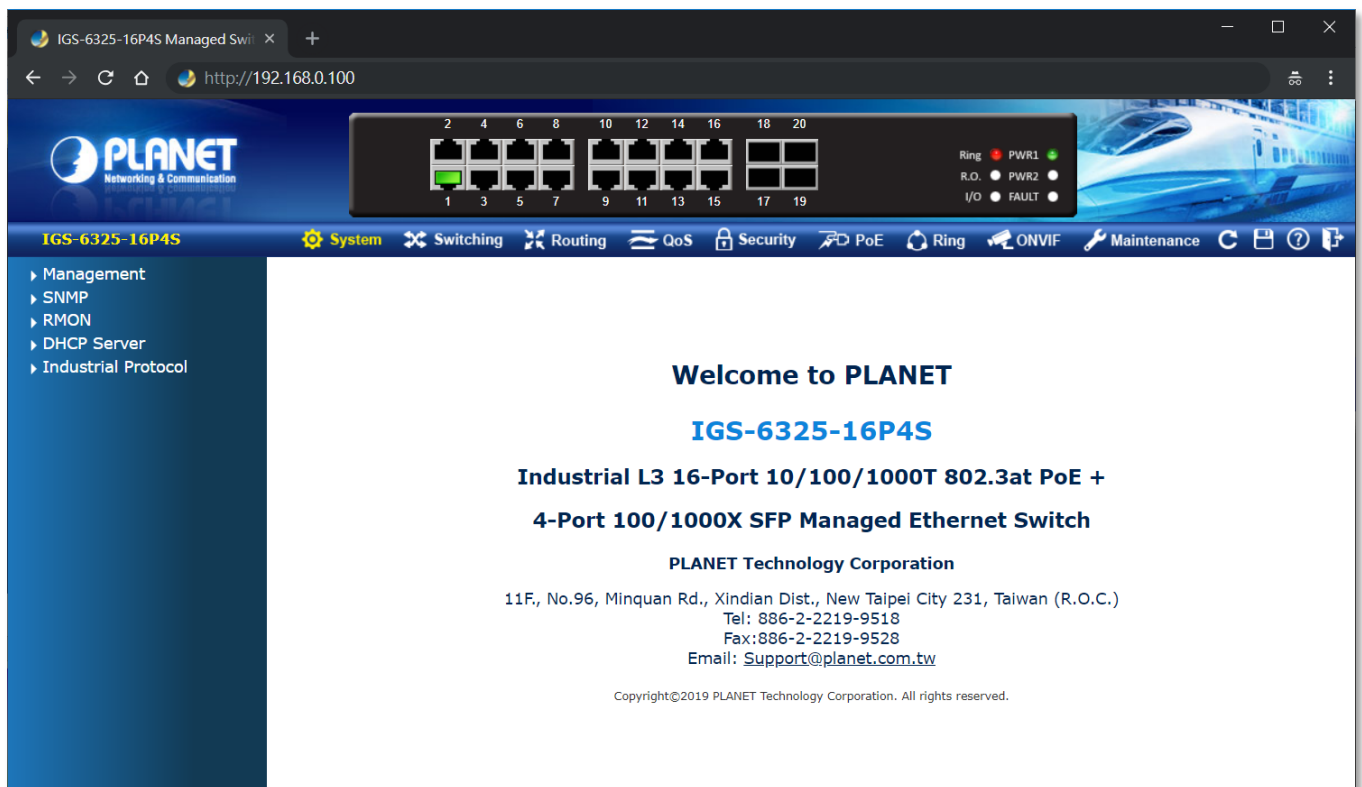 IGS-6325-16P4S Managed Swit
http://192.168.0.100
PLANET
Networking & Communication
2 4 6 8 10 12 14 16 18 20
1 3 5 7 9 11 13 15 17 19
Ring PWR1
R.O. PWR2
I/O FAULT
IGS-6325-16P4S
System Switching Routing QoS Security PoE Ring ONVIF Maintenance
Management
SNMP
RMON
DHCP Server
Industrial Protocol
Welcome to PLANET
IGS-6325-16P4S
Industrial L3 16-Port 10/100/1000T 802.3at PoE +
4-Port 100/1000X SFP Managed Ethernet Switch
PLANET Technology Corporation
11F., No.96, Minquan Rd., Xindian Dist., New Taipei City 231, Taiwan (R.O.C.)
Tel: 886-2-2219-9518
Fax:886-2-2219-9528
Email: Support@planet.com.tw
Copyright©2019 PLANET Technology Corporation. All rights reserved.